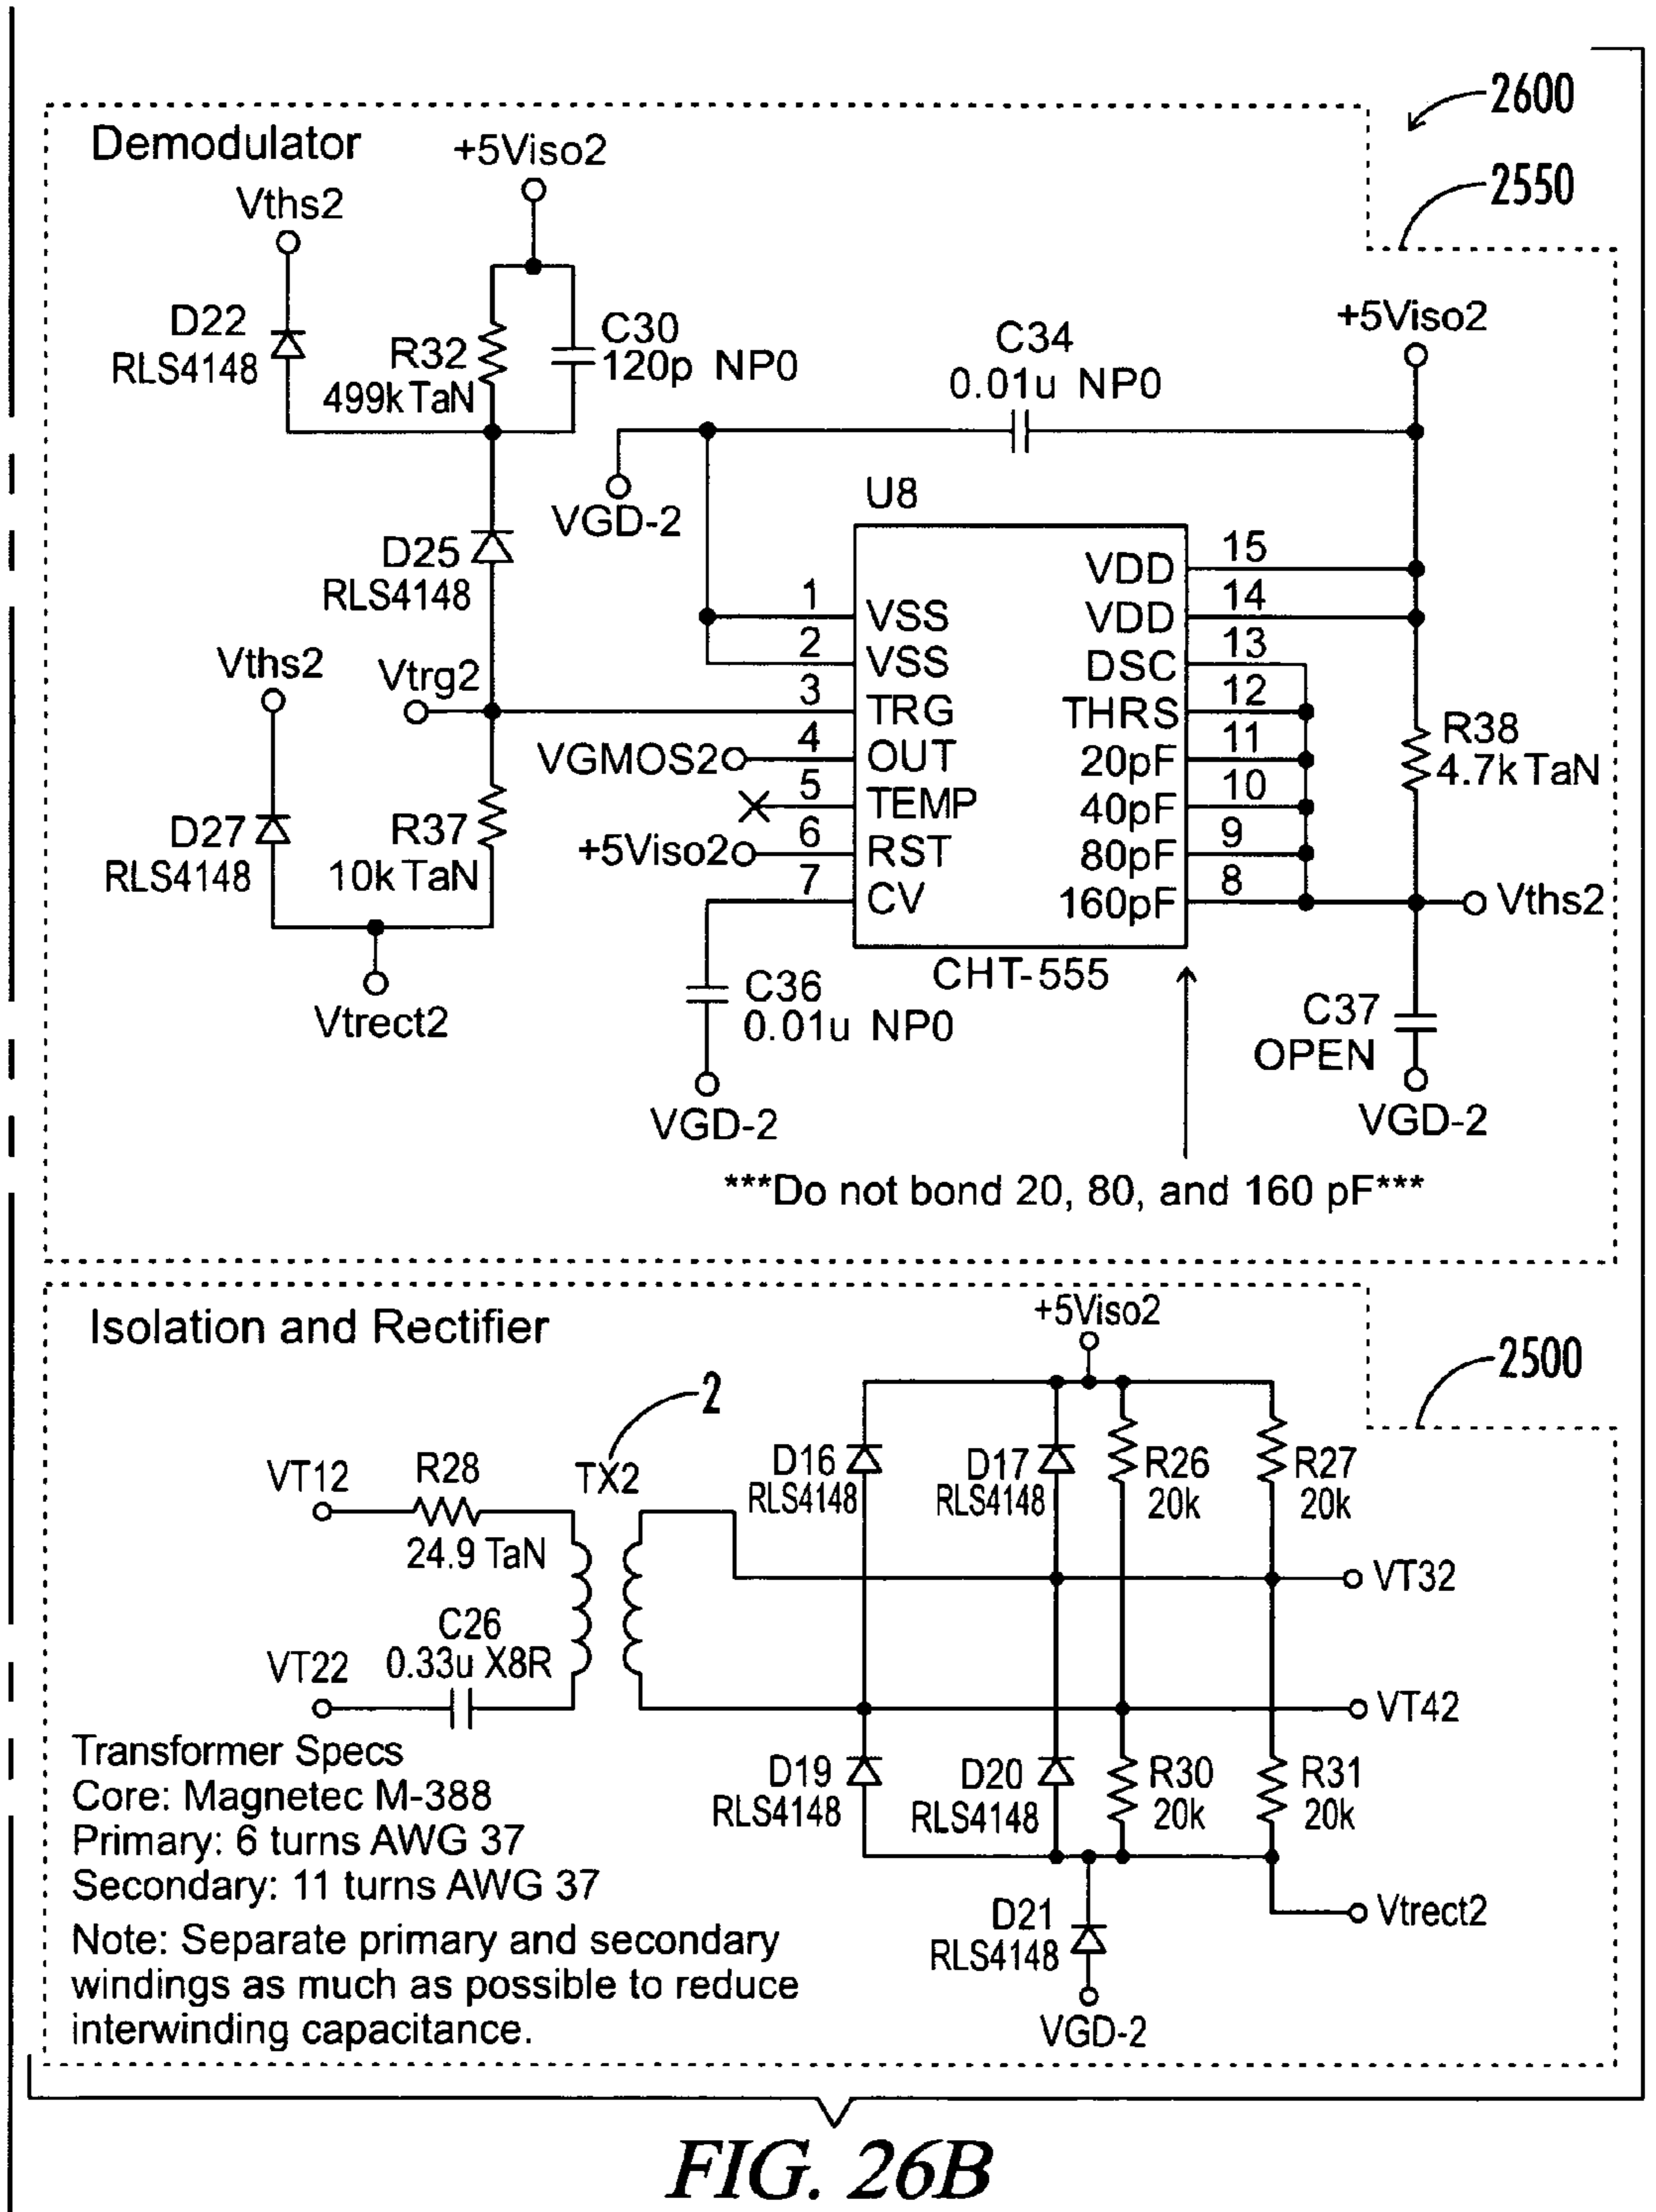 2600
2550
Demodulator
+5Viso2
Vths2
D22
RLS4148
R32
499k TaN
C30
120p NP0
C34
0.01u NP0
+5Viso2
VGD-2
U8
D25
RLS4148
Vths2
Vtrg2
1 VSS
2 VSS
3 TRG
VGMOS2 4 OUT
5 TEMP
+5Viso2 6 RST
7 CV
VDD 15
VDD 14
DSC 13
THRS 12
20pF 11
40pF 10
80pF 9
160pF 8
R38
4.7k TaN
D27
RLS4148
R37
10k TaN
Vths2
Vtrect2
CHT-555
C36
0.01u NP0
C37
OPEN
VGD-2
VGD-2
***Do not bond 20, 80, and 160 pF***
Isolation and Rectifier
+5Viso2
2500
2
VT12
R28
24.9 TaN
TX2
D16
RLS4148
D17
RLS4148
R26
20k
R27
20k
VT32
C26
0.33u X8R
VT22
VT42
D19
RLS4148
D20
RLS4148
R30
20k
R31
20k
Transformer Specs
Core: Magnetec M-388
Primary: 6 turns AWG 37
Secondary: 11 turns AWG 37
Note: Separate primary and secondary
windings as much as possible to reduce
interwinding capacitance.
D21
RLS4148
Vtrect2
VGD-2
FIG. 26B